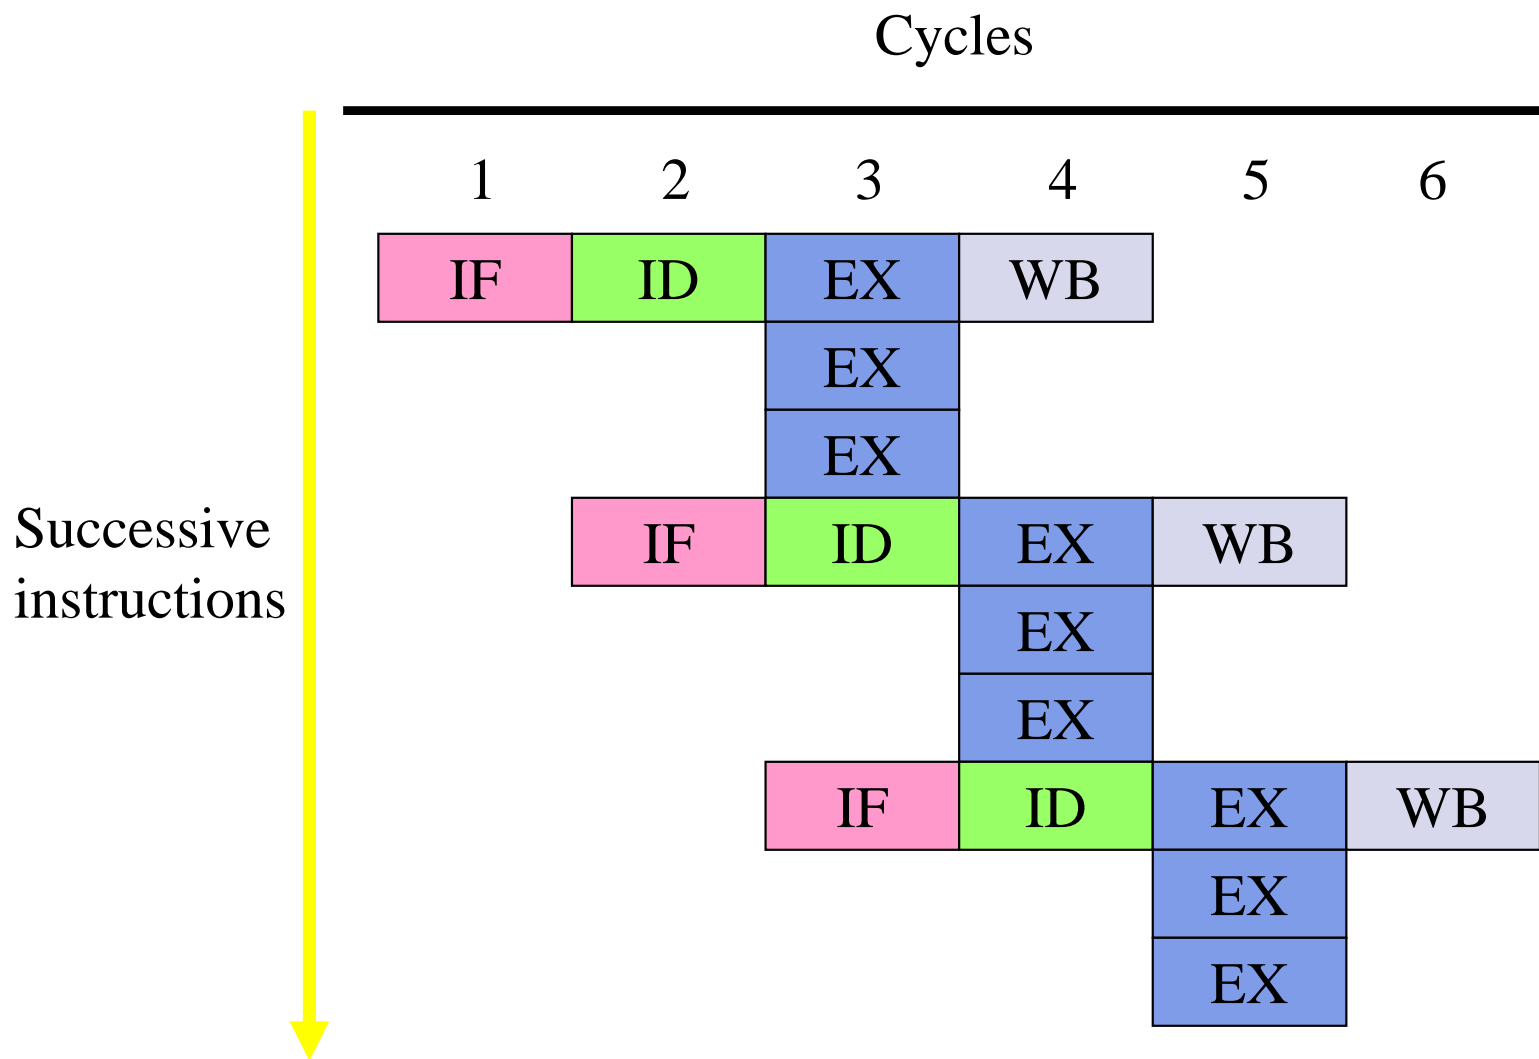 Cycles
1 2 3 4 5 6
IF ID EX WB
EX
EX
Successive
instructions
IF ID EX WB
EX
EX
IF ID EX WB
EX
EX